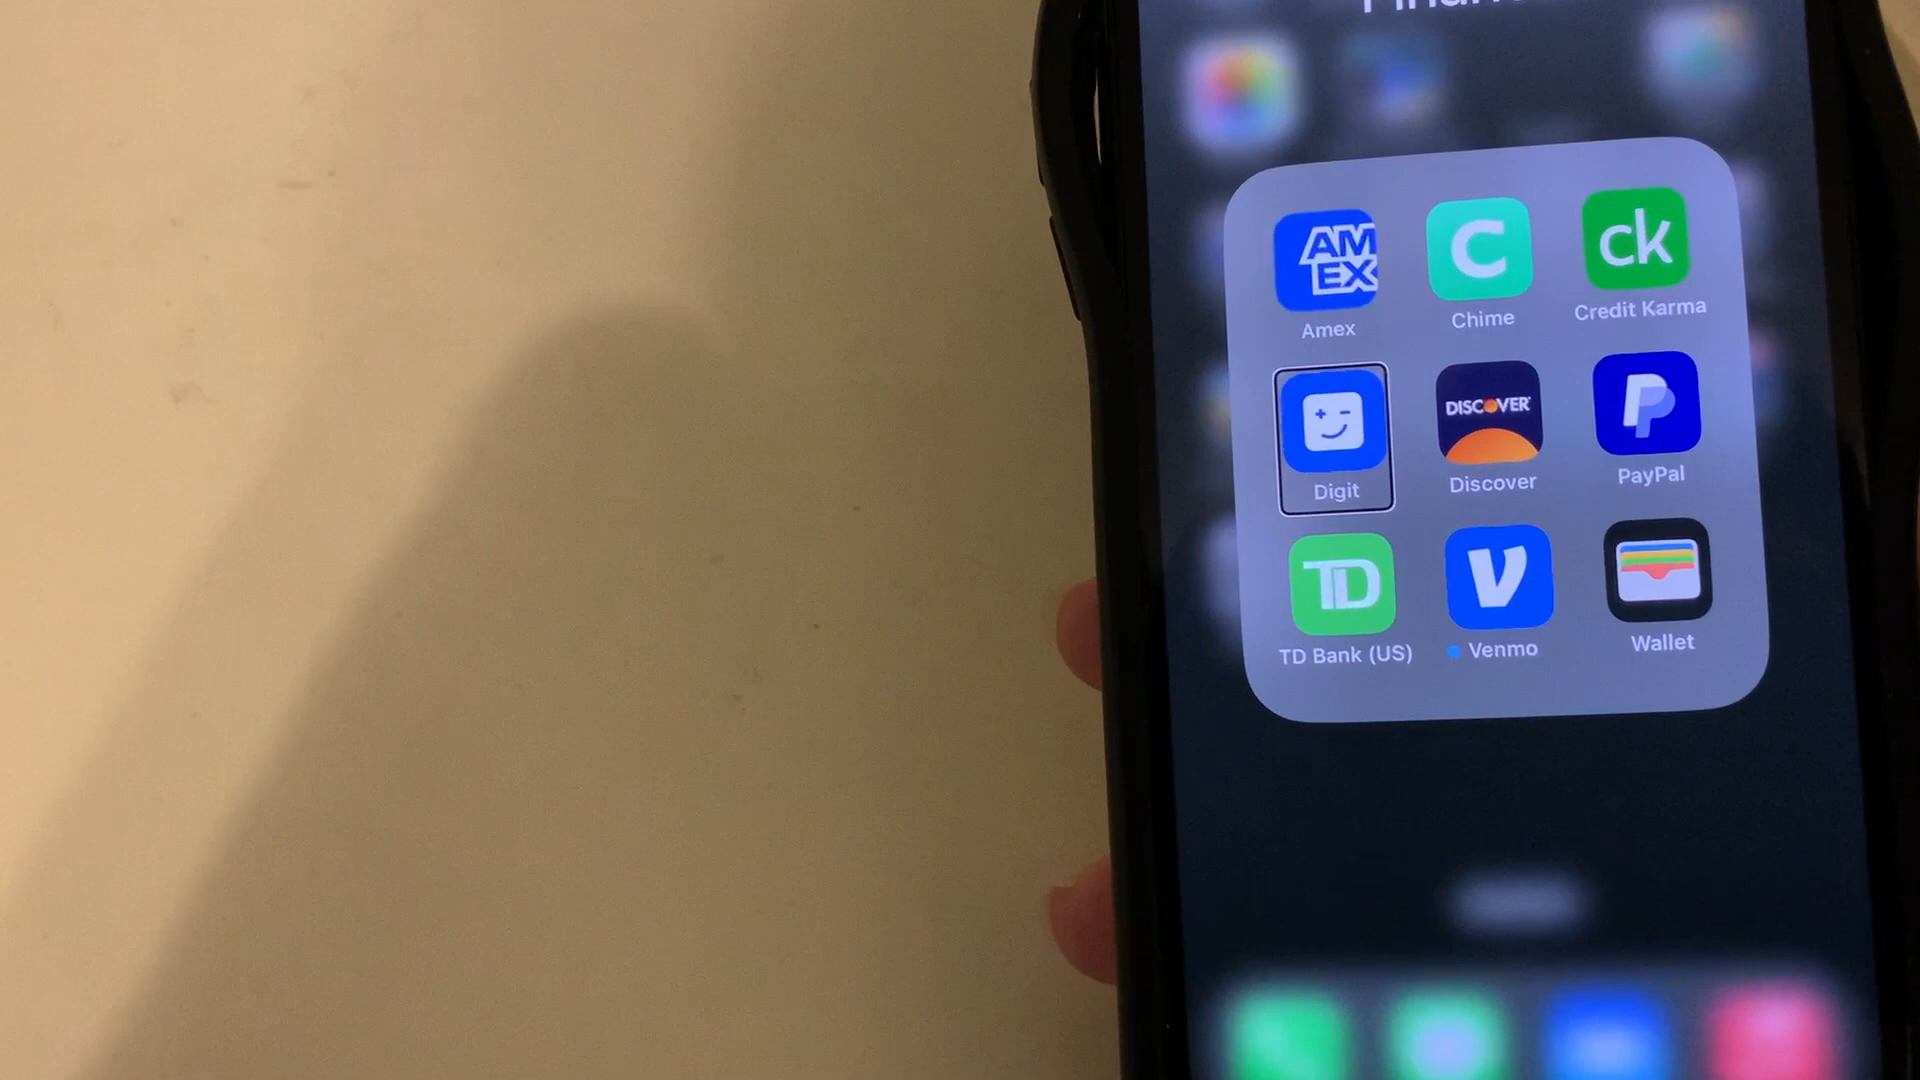 AM
EX
C
ck
Amex
Chime
Credit Karma
DISCOVER
Digit
Discover
PayPal
TD
TD Bank (US)
Venmo
Wallet